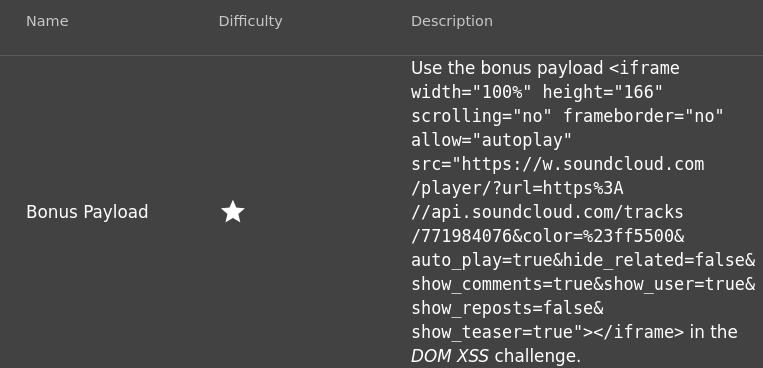 Name Difficulty Description
Use the bonus payload <iframe
width="100%" height="166"
scrolling="no" frameborder="no"
allow="autoplay"
src="https://w.soundcloud.com
/player/?url=https%3A
//api.soundcloud.com/tracks
/771984076&color=%23ff5500&
auto_play=true&hide_related=false&
show_comments=true&show_user=true&
show_reposts=false&
show_teaser=true"></iframe> in the
DOM XSS challenge.
Bonus Payload